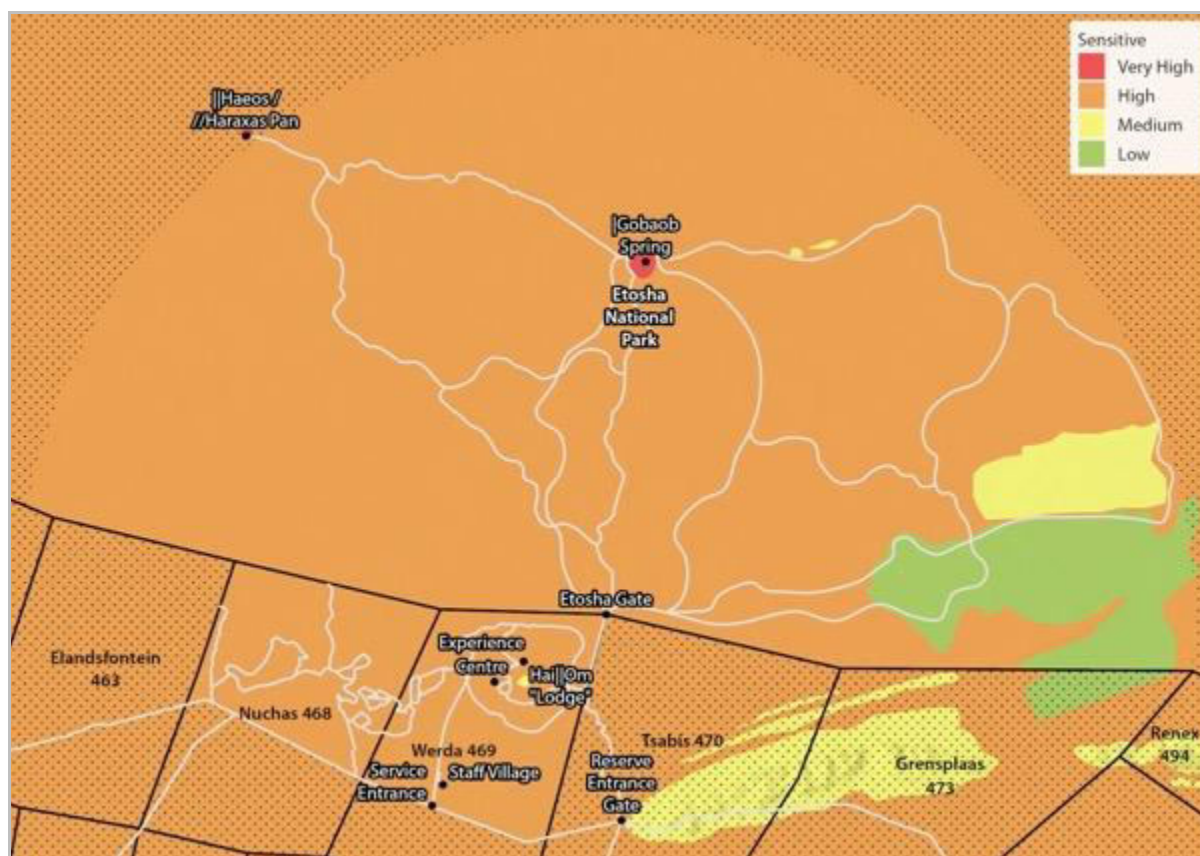 Sensitive
Very High
High
Medium
Low
||Haeos /
//Haraxas Pan
|Gobaob
Spring
Etosha
National
Park
Etosha Gate
Experience
Centre
Hai||Om
"Lodge"
Elandsfontein
463
Nuchas 468
Werda 469
Staff Village
Service
Entrance
Tsabis 470
Reserve
Entrance
Gate
Grensplaas
473
Renex
494